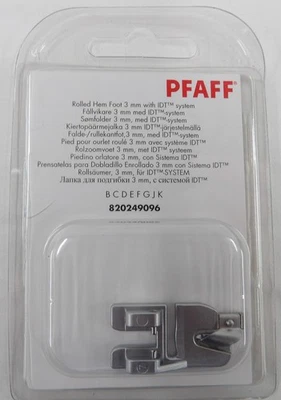 PFAFF
Rolled Hem Foot 3 mm with IDT™ system
Fållvikare 3 mm med IDT™-system
Sømfolder 3 mm, med IDT™-system
Kierteopäärmejalka 3 mm IDT™-järjestelmällä
Falde-/rullekantfot,3 mm, med IDT™-system
Pied pour ourlet roulé 3 mm avec système IDT™
Rolzoomvoet 3 mm, met IDT™ systeem
Piedino orlatore 3 mm, con Sistema IDT™
Prensatelas para Dobladillo Enrollado 3 mm con Sistema IDT™
Rollsäumer, 3 mm, für IDT™-SYSTEM
Лапка для подгибки 3 mm, с системой IDT™
B C D E F G J K
820249096